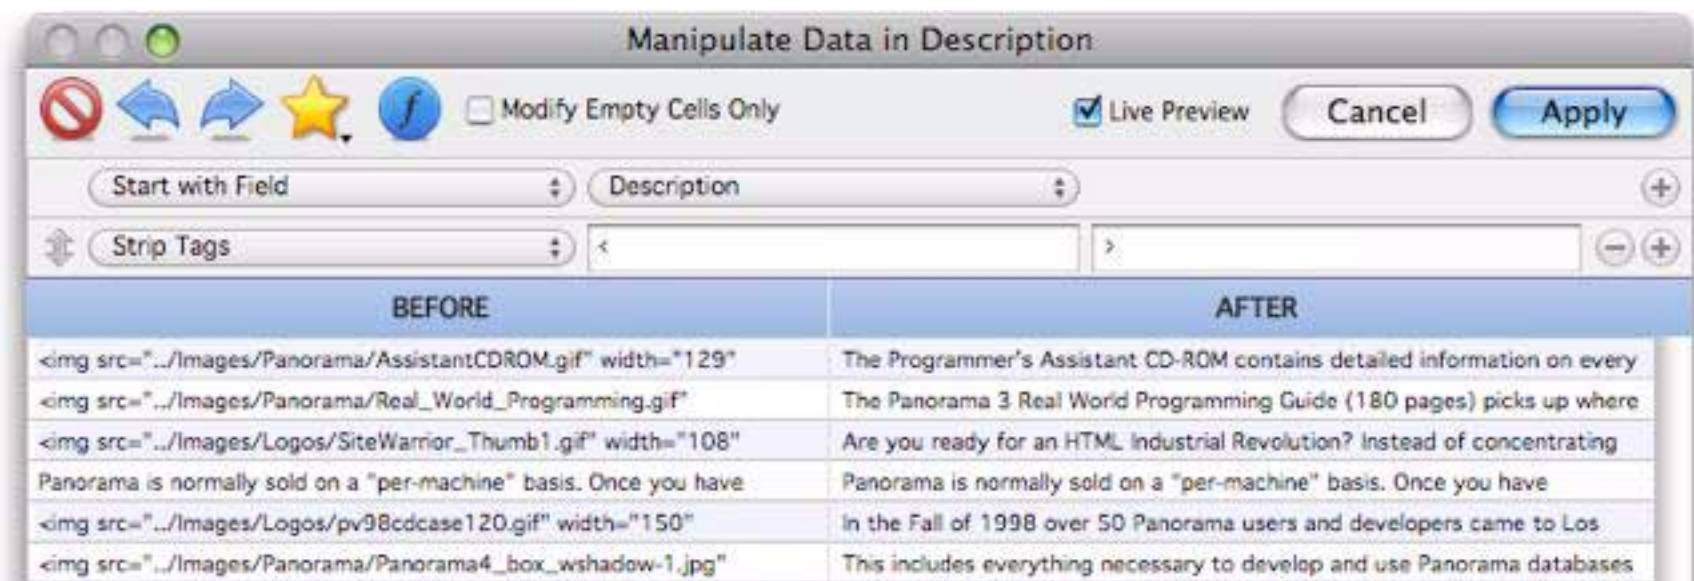 Manipulate Data in Description
f Modify Empty Cells Only Live Preview Cancel Apply
Start with Field Description
Strip Tags < >
BEFORE AFTER
<img src="../Images/Panorama/AssistantCDROM.gif" width="129" The Programmer's Assistant CD-ROM contains detailed information on every
<img src="../Images/Panorama/Real_World_Programming.gif" The Panorama 3 Real World Programming Guide (180 pages) picks up where
<img src="../Images/Logos/SiteWarrior_Thumb1.gif" width="108" Are you ready for an HTML Industrial Revolution? Instead of concentrating
Panorama is normally sold on a "per-machine" basis. Once you have Panorama is normally sold on a "per-machine" basis. Once you have
<img src="../Images/Logos/pv98cdcase120.gif" width="150" In the Fall of 1998 over 50 Panorama users and developers came to Los
<img src="../Images/Panorama/Panorama4_box_wshadow-1.jpg" This includes everything necessary to develop and use Panorama databases